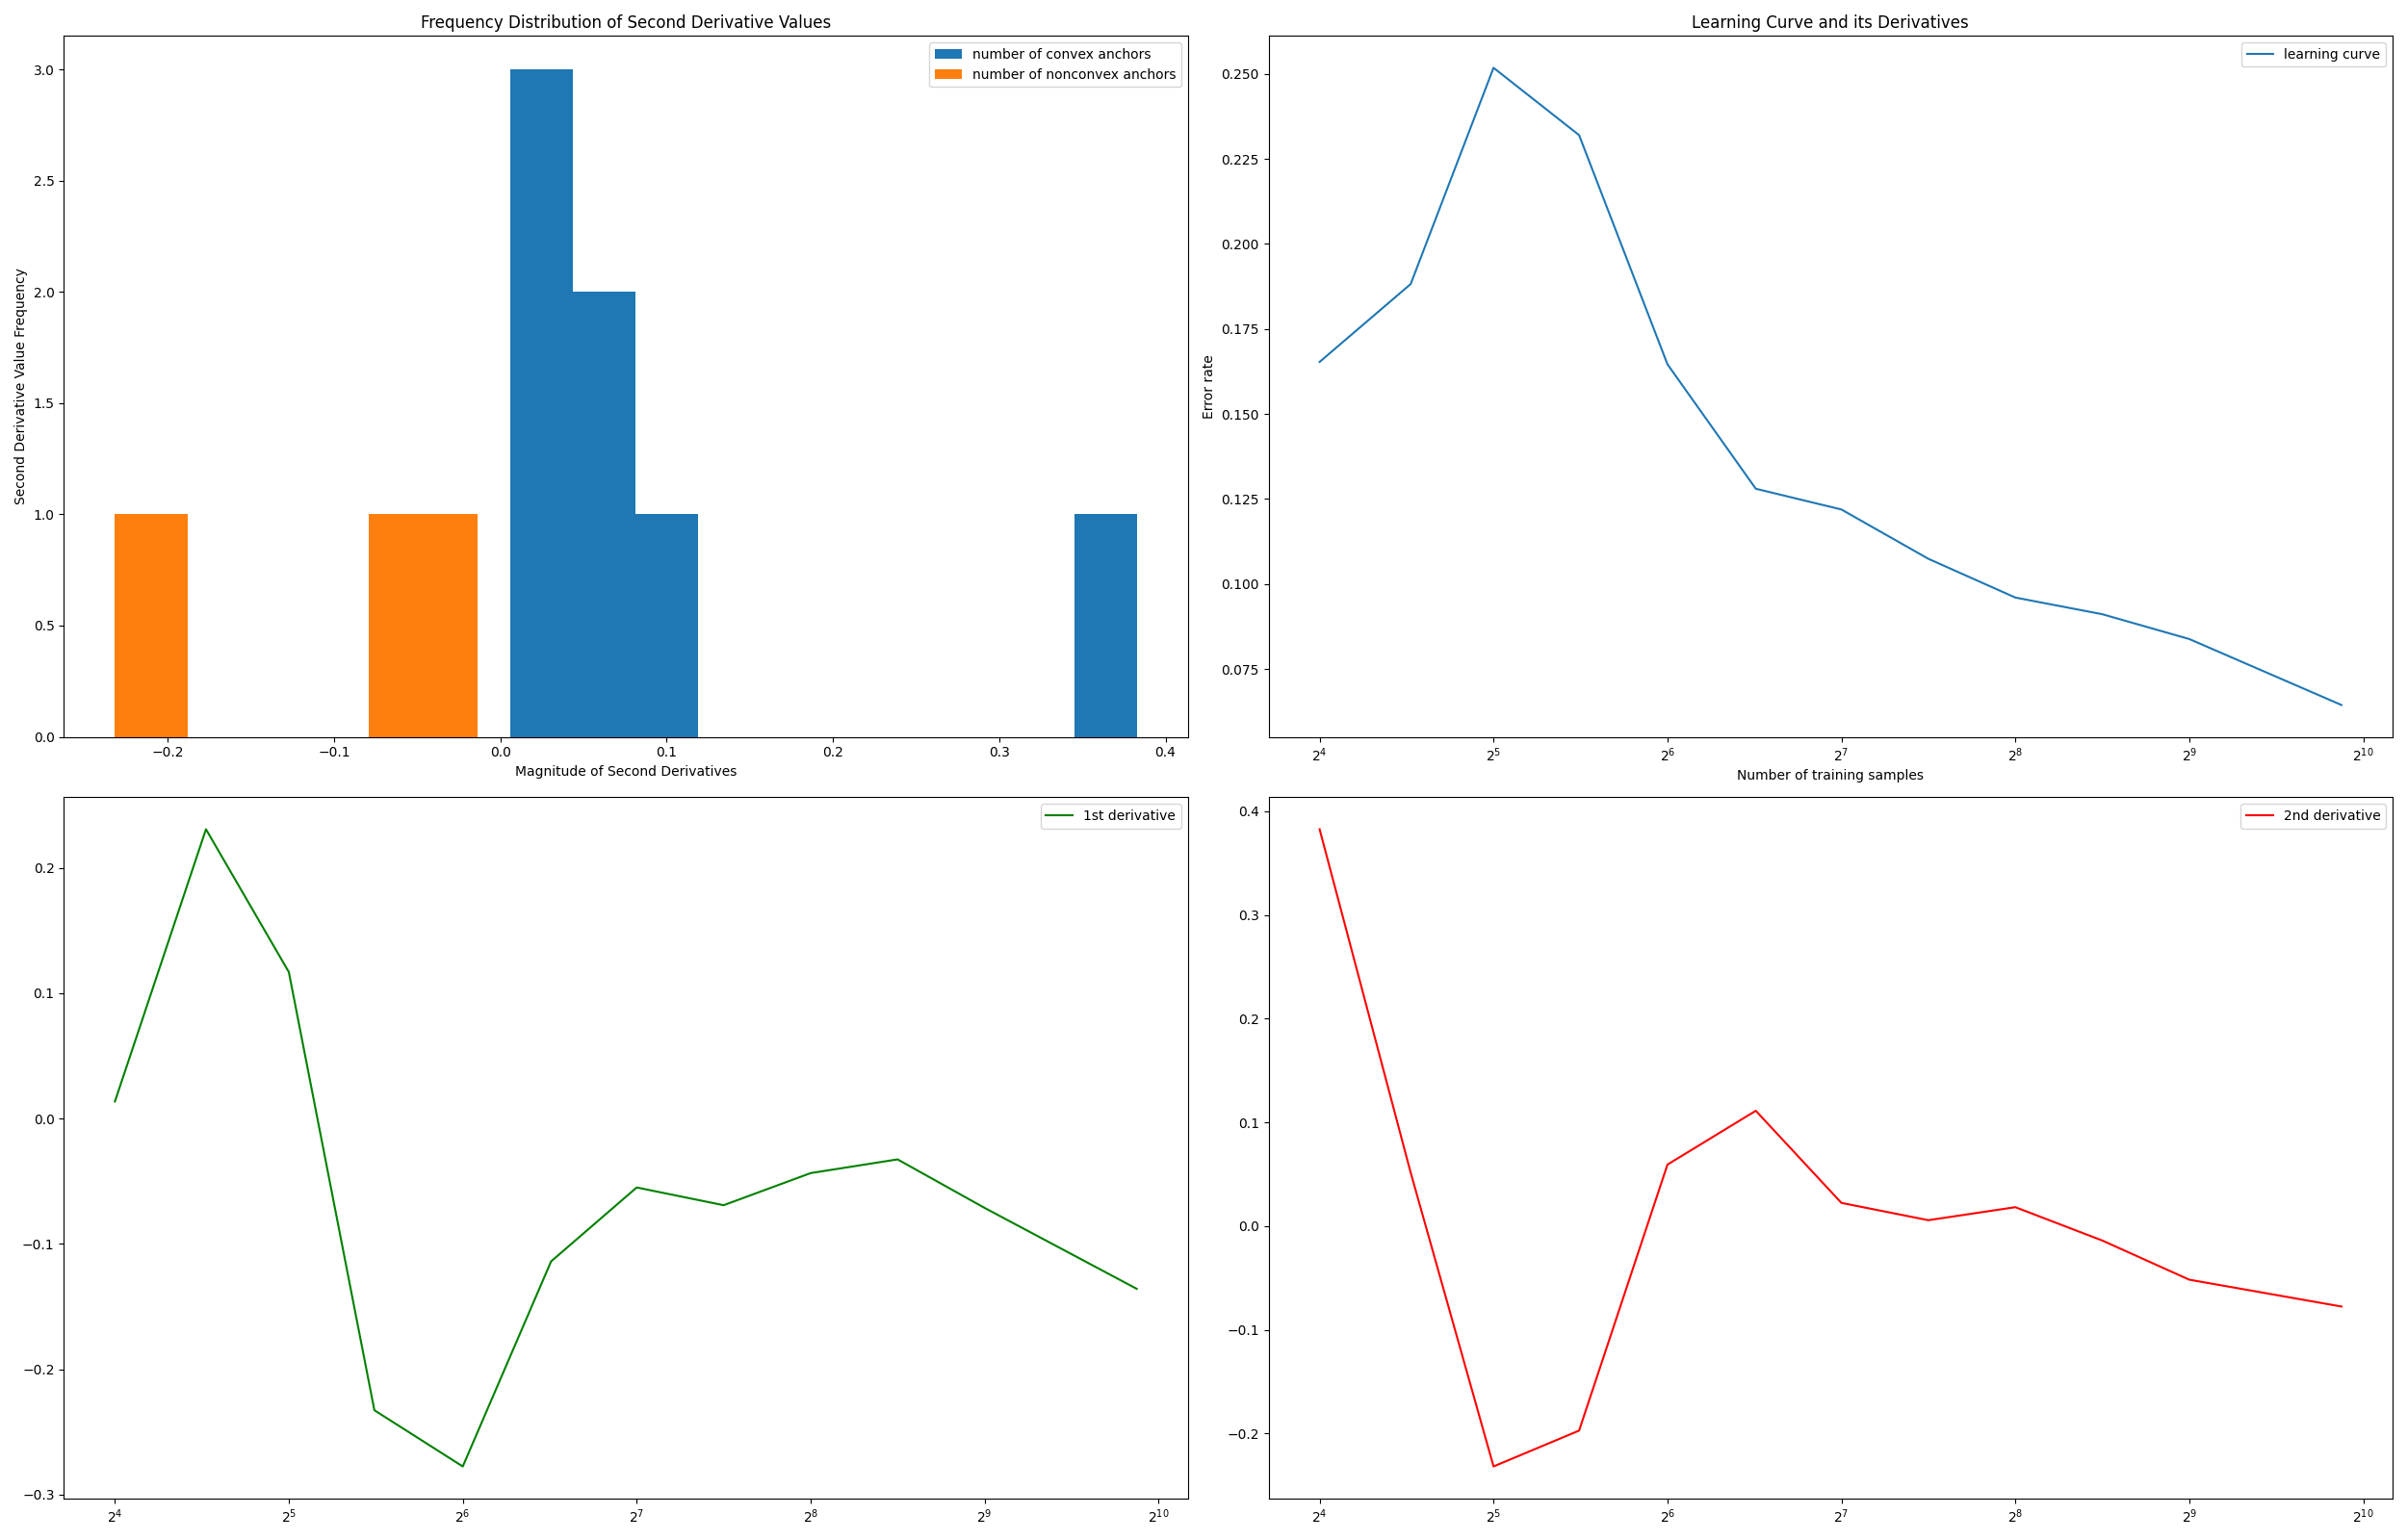 Frequency Distribution of Second Derivative Values
number of convex anchors
number of nonconvex anchors
Second Derivative Value Frequency
3.0
2.5
2.0
1.5
1.0
0.5
0.0
−0.2 −0.1 0.0 0.1 0.2 0.3 0.4
Magnitude of Second Derivatives
Learning Curve and its Derivatives
learning curve
Error rate
0.250
0.225
0.200
0.175
0.150
0.125
0.100
0.075
2^4 2^5 2^6 2^7 2^8 2^9 2^10
Number of training samples
1st derivative
0.2
0.1
0.0
−0.1
−0.2
−0.3
2^4 2^5 2^6 2^7 2^8 2^9 2^10
2nd derivative
0.4
0.3
0.2
0.1
0.0
−0.1
−0.2
2^4 2^5 2^6 2^7 2^8 2^9 2^10